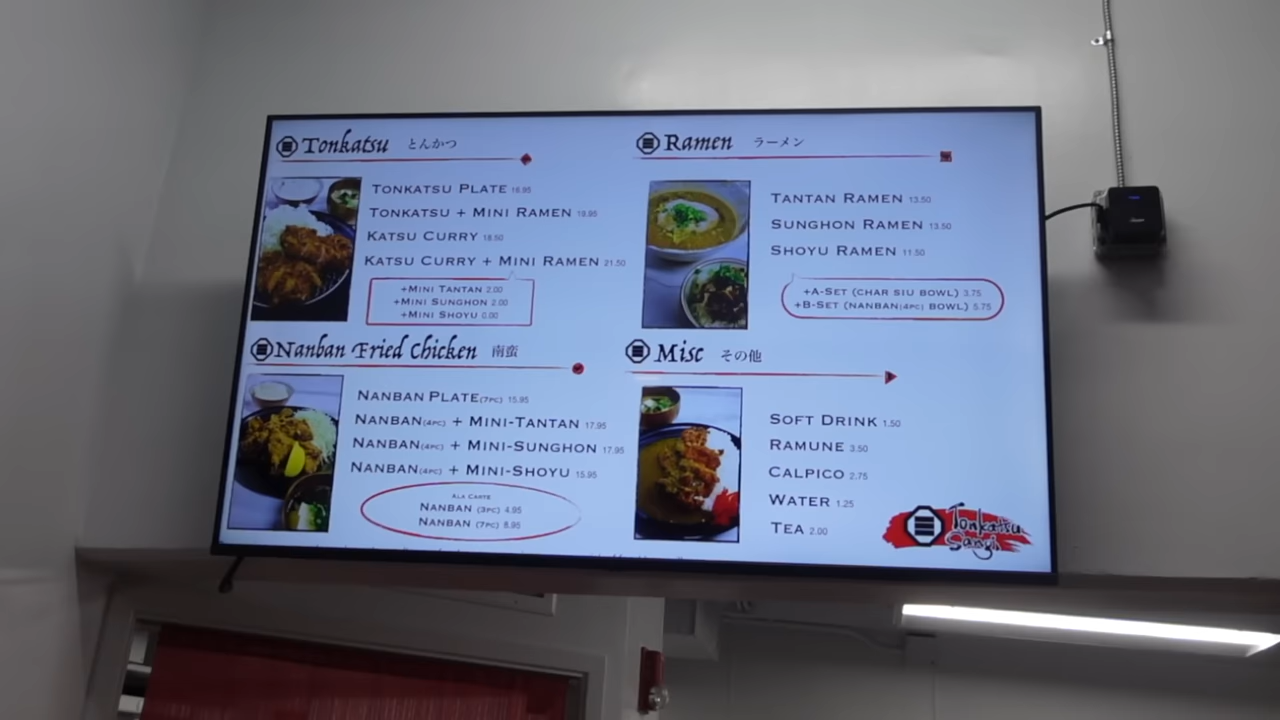 Tonkatsu とんかつ
TONKATSU PLATE 16.95
TONKATSU + MINI RAMEN 19.95
KATSU CURRY 18.50
KATSU CURRY + MINI RAMEN 21.50
+MINI TANTAN 2.00
+MINI SUNGHON 2.00
+MINI SHOYU 0.00
Nanban Fried Chicken 南蛮
NANBAN PLATE(7PC) 15.95
NANBAN(4PC) + MINI-TANTAN 17.95
NANBAN(4PC) + MINI-SUNGHON 17.95
NANBAN(4PC) + MINI-SHOYU 15.95
ALA CARTE
NANBAN (3PC) 4.95
NANBAN (7PC) 8.95
Ramen ラーメン
TANTAN RAMEN 13.50
SUNGHON RAMEN 13.50
SHOYU RAMEN 11.50
+A-SET (CHAR SIU BOWL) 3.75
+B-SET (NANBAN(4PC) BOWL) 5.75
Misc その他
SOFT DRINK 1.50
RAMUNE 3.50
CALPICO 2.75
WATER 1.25
TEA 2.00
Tonkatsu
Sangi